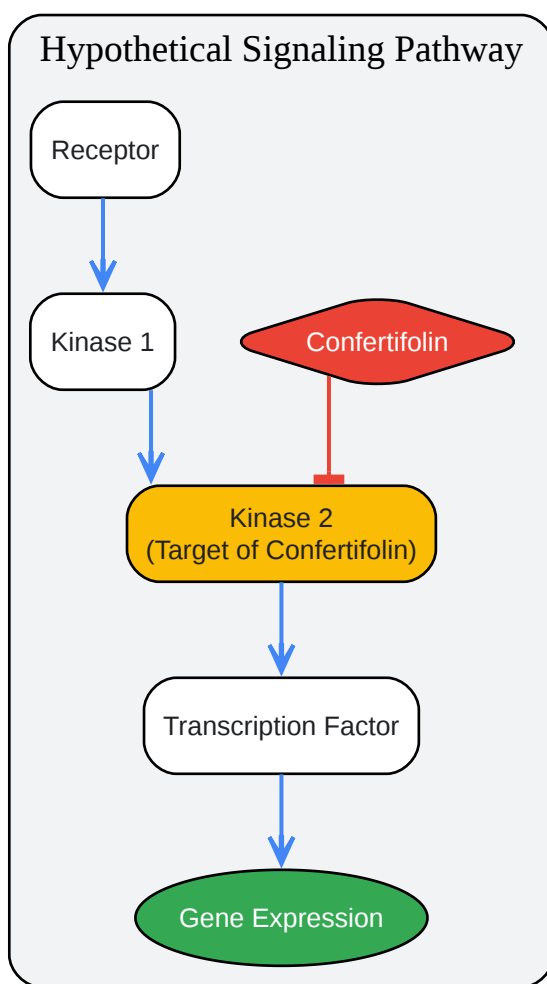 Hypothetical Signaling Pathway
Receptor
Kinase 1
Confertifolin
Kinase 2
(Target of Confertifolin)
Transcription Factor
Gene Expression